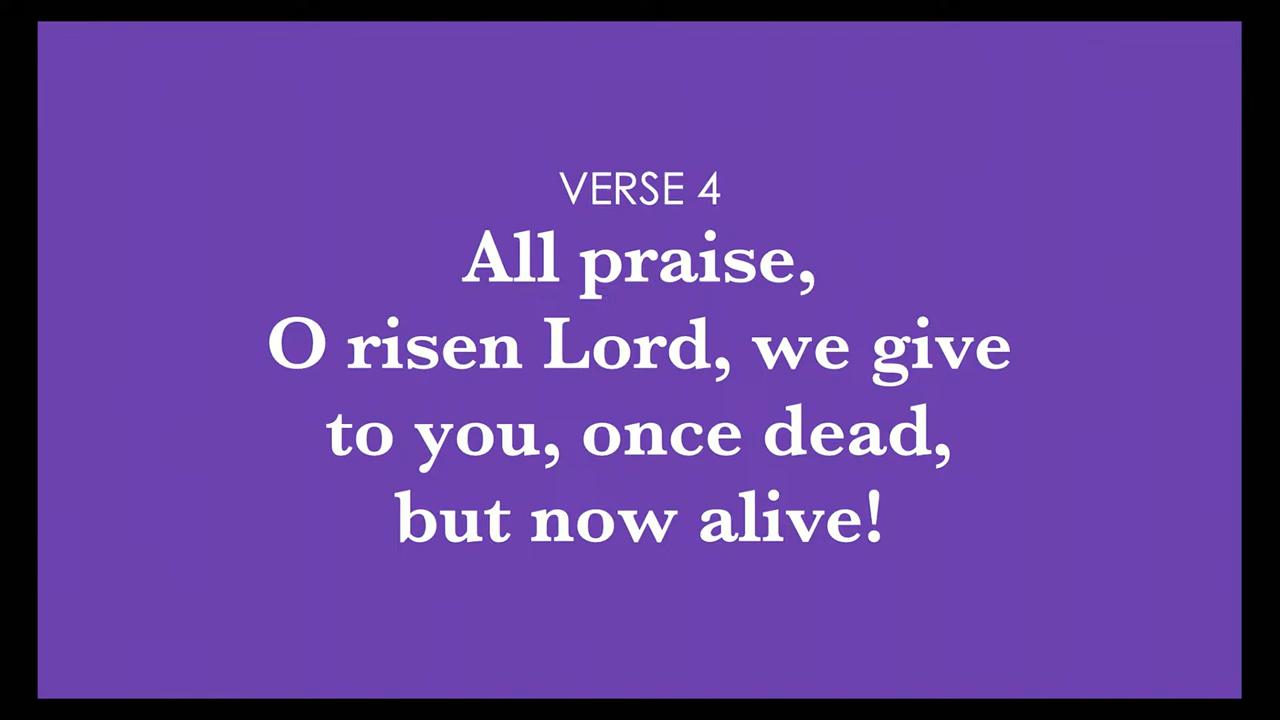 VERSE 4
All praise,
O risen Lord, we give
to you, once dead,
but now alive!